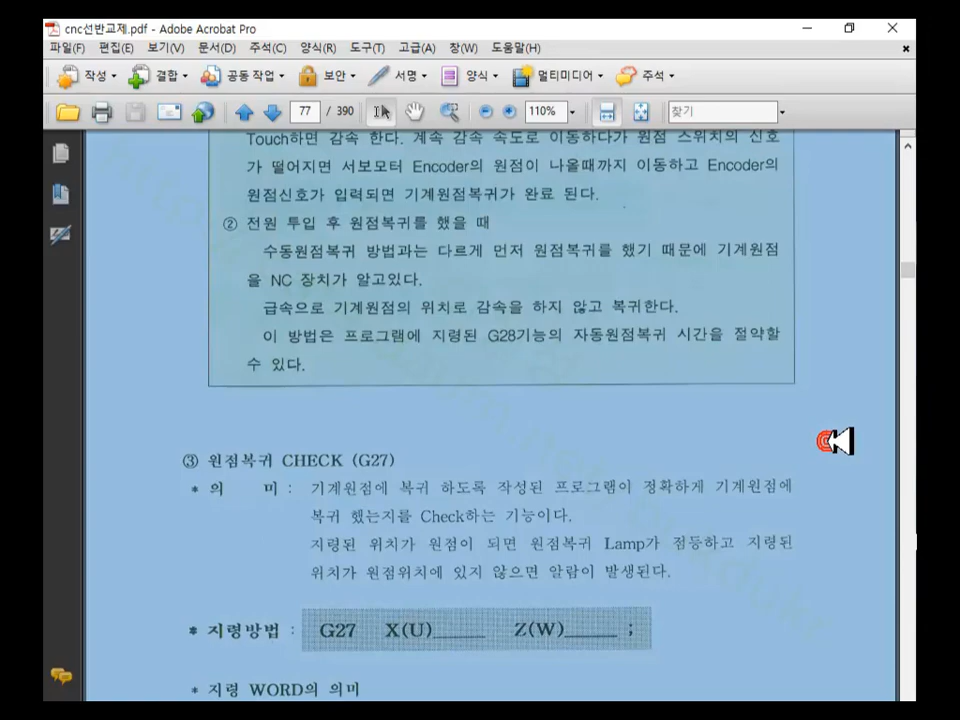 cnc선반교제.pdf - Adobe Acrobat Pro
파일(F) 편집(E) 보기(V) 문서(D) 주석(C) 양식(R) 도구(T) 고급(A) 창(W) 도움말(H)
작성 결합 공동 작업 보안 서명 양식 멀티미디어 주석
77 / 390 110% 찾기
Touch하면 감속 한다. 계속 감속 속도로 이동하다가 원점 스위치의 신호
가 떨어지면 서보모터 Encoder의 원점이 나올때까지 이동하고 Encoder의
원점신호가 입력되면 기계원점복귀가 완료 된다.
② 전원 투입 후 원점복귀를 했을 때
수동원점복귀 방법과는 다르게 먼저 원점복귀를 했기 때문에 기계원점
을 NC 장치가 알고있다.
급속으로 기계원점의 위치로 감속을 하지 않고 복귀한다.
이 방법은 프로그램에 지령된 G28기능의 자동원점복귀 시간을 절약할
수 있다.
③ 원점복귀 CHECK (G27)
* 의 미 : 기계원점에 복귀 하도록 작성된 프로그램이 정확하게 기계원점에
복귀 했는지를 Check하는 기능이다.
지령된 위치가 원점이 되면 원점복귀 Lamp가 점등하고 지령된
위치가 원점위치에 있지 않으면 알람이 발생된다.
* 지령방법 : G27 X(U)_____ Z(W)_____ ;
* 지령 WORD의 의미